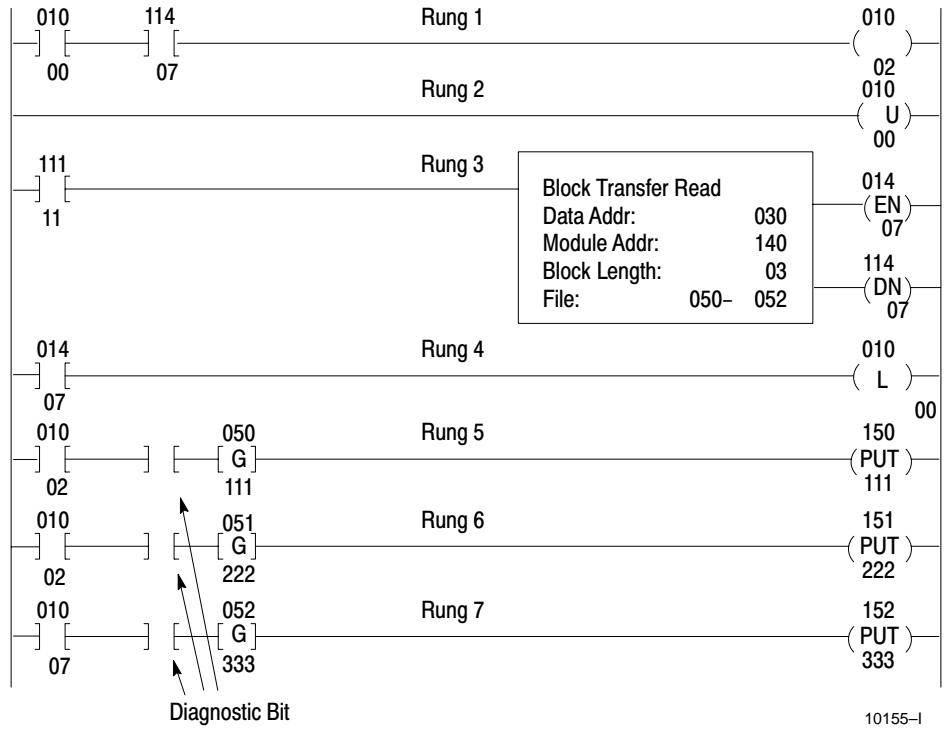 010 114 Rung 1 010
00 07 02
Rung 2 010
U
00
111 Rung 3
11
Block Transfer Read
Data Addr: 030
Module Addr: 140
Block Length: 03
File: 050– 052
014
EN
07
114
DN
07
014 Rung 4 010
L
07 00
010 050 Rung 5 150
G PUT
02 111 111
010 051 Rung 6 151
G PUT
02 222 222
010 052 Rung 7 152
G PUT
07 333 333
Diagnostic Bit
10155–I